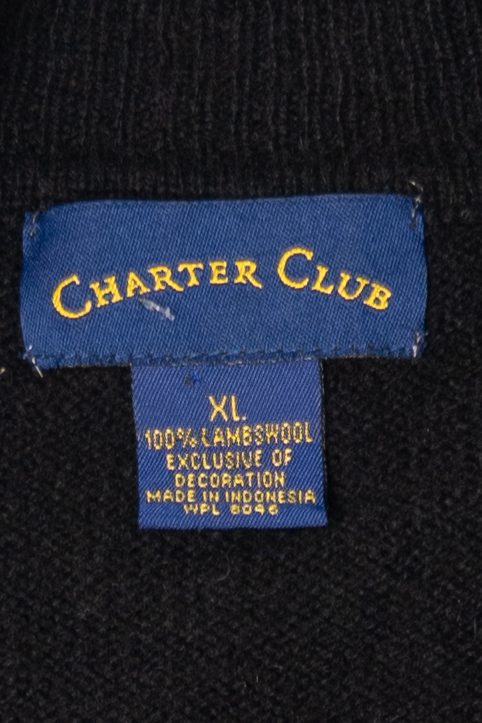 CHARTER CLUB
XL
100% LAMBSWOOL
EXCLUSIVE OF
DECORATION
MADE IN INDONESIA
WPL 8046